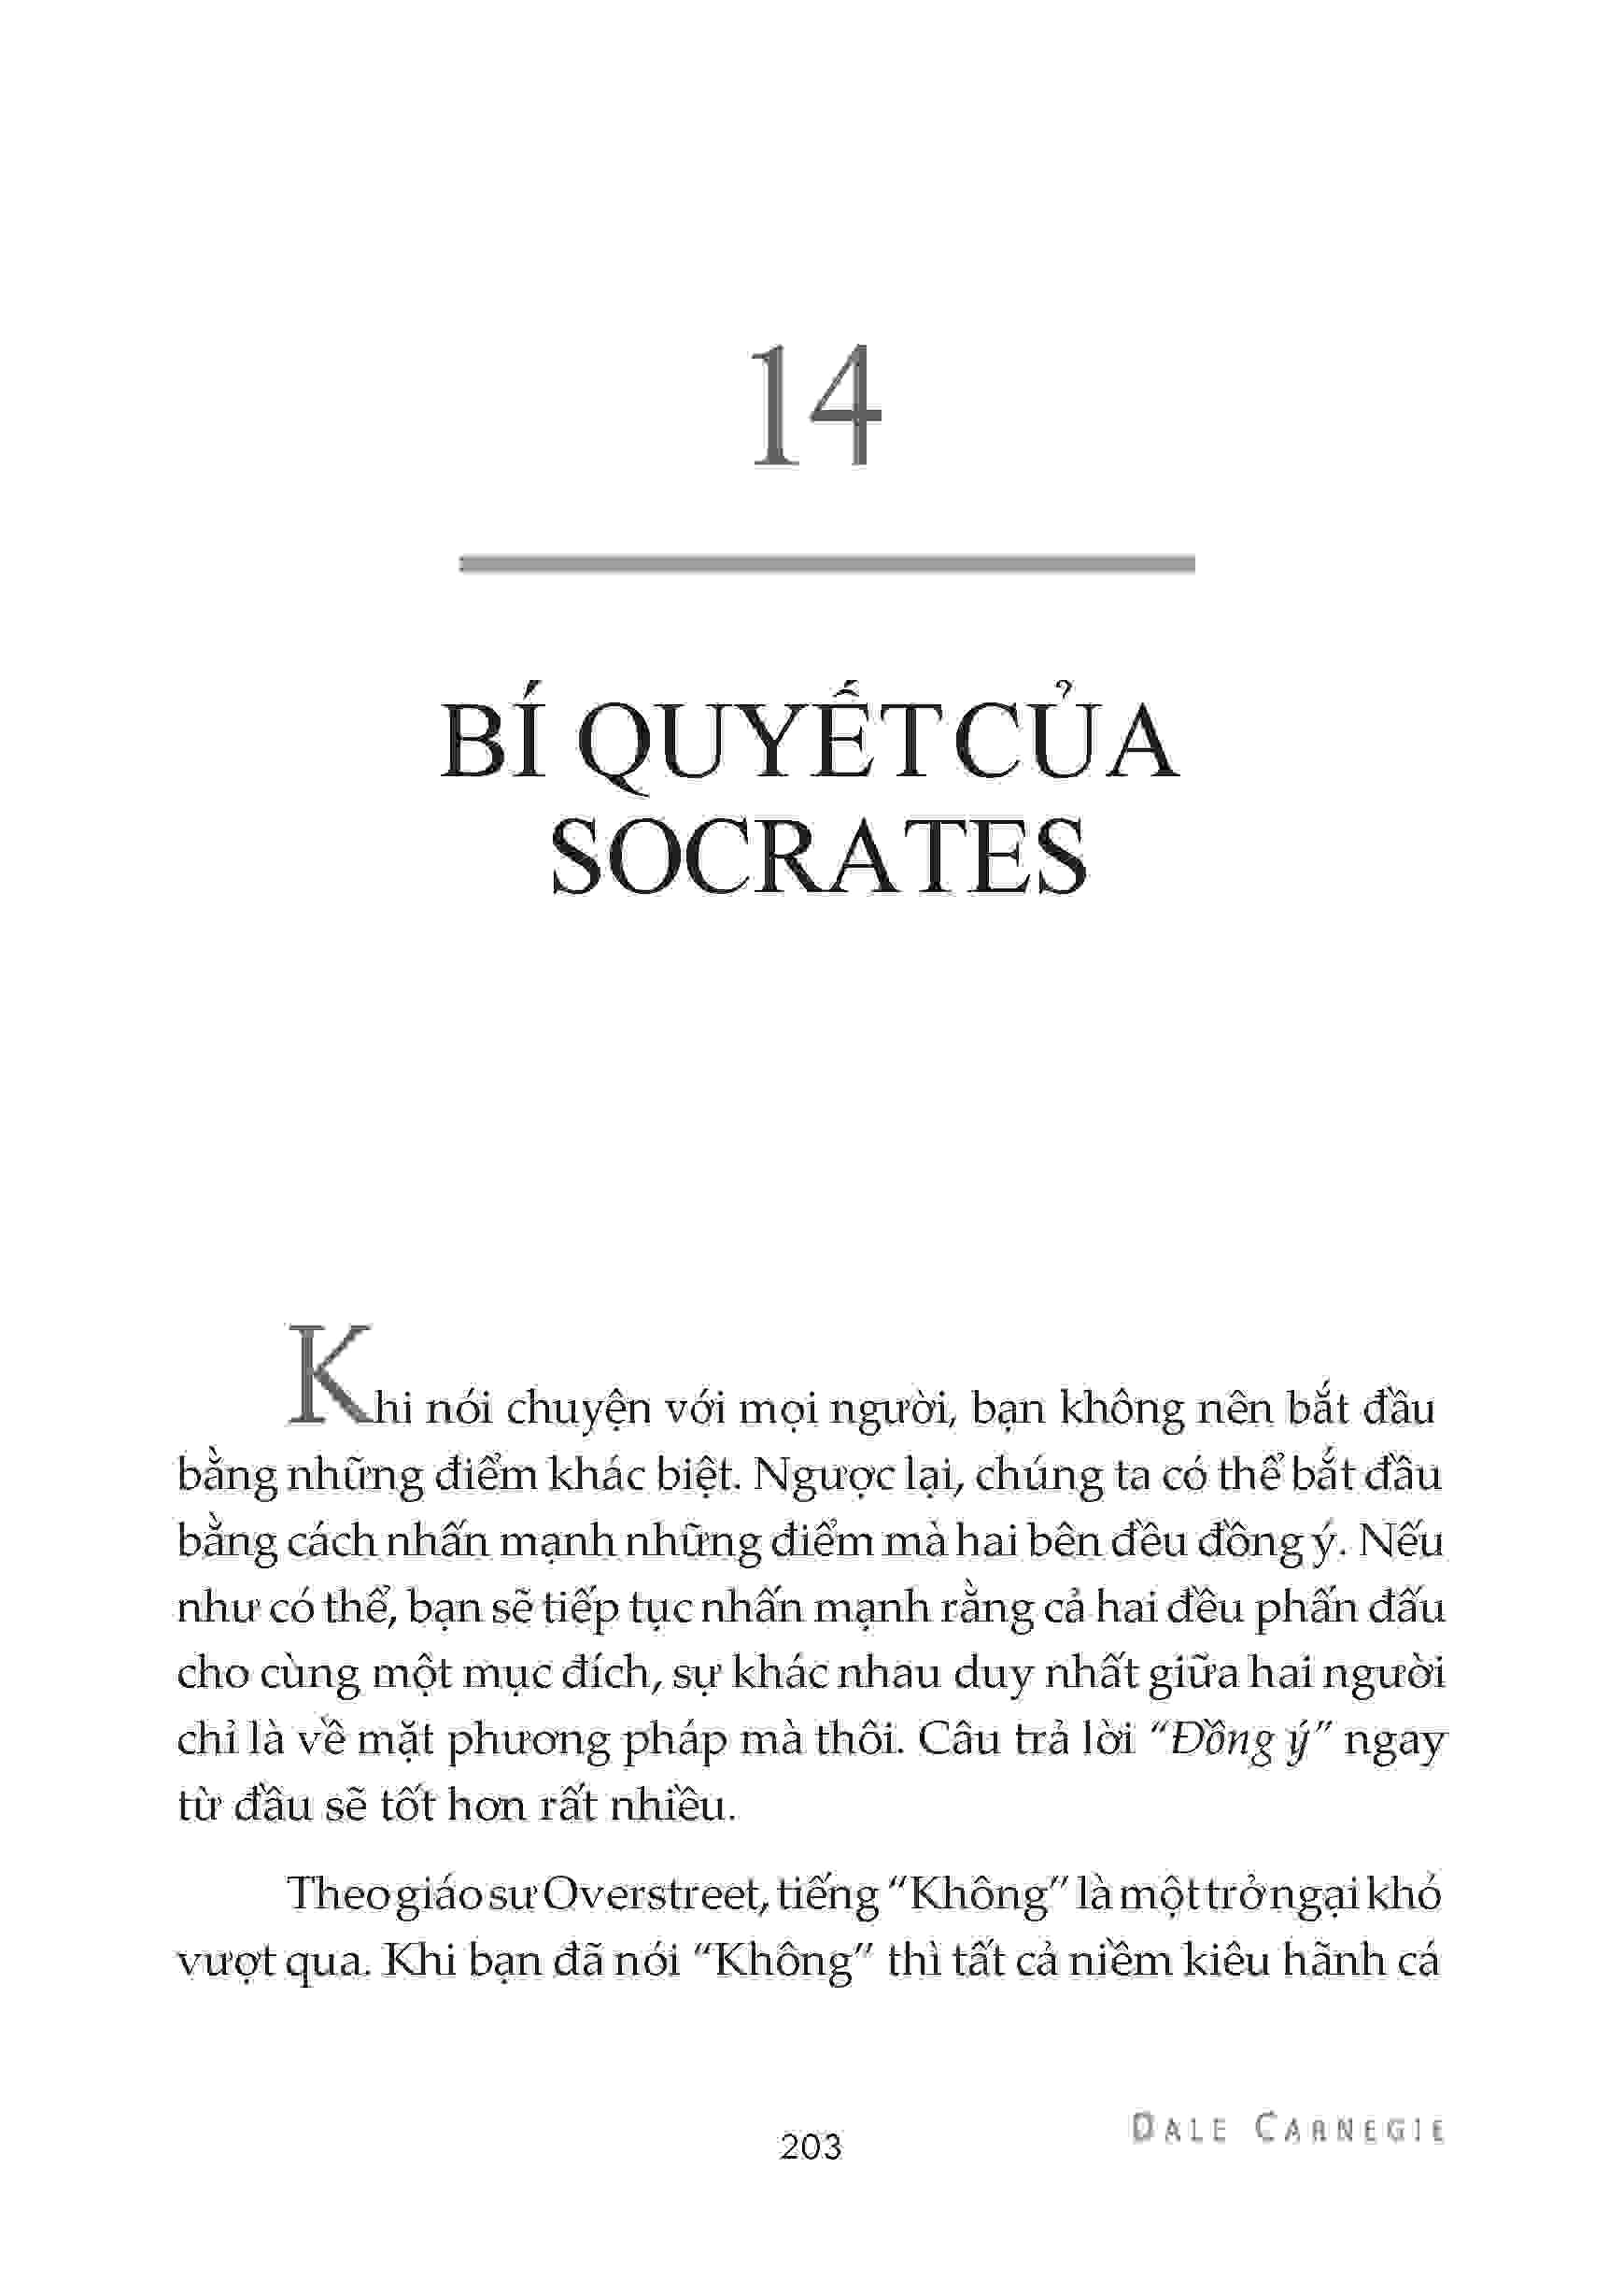 14
BÍ QUYẾT CỦA
SOCRATES
Khi nói chuyện với mọi người, bạn không nên bắt đầu
bằng những điểm khác biệt. Ngược lại, chúng ta có thể bắt đầu
bằng cách nhấn mạnh những điểm mà hai bên đều đồng ý. Nếu
như có thể, bạn sẽ tiếp tục nhấn mạnh rằng cả hai đều phấn đấu
cho cùng một mục đích, sự khác nhau duy nhất giữa hai người
chỉ là về mặt phương pháp mà thôi. Câu trả lời “Đồng ý” ngay
từ đầu sẽ tốt hơn rất nhiều.
Theo giáo sư Overstreet, tiếng “Không” là một trở ngại khó
vượt qua. Khi bạn đã nói “Không” thì tất cả niềm kiêu hãnh cá
203
DALE CARNEGIE